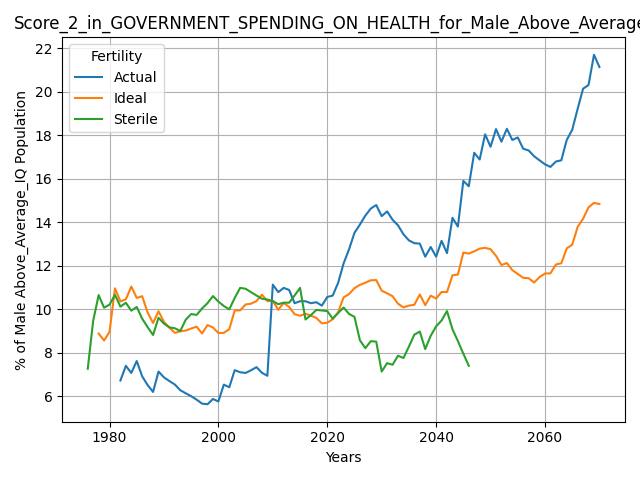 Score_2_in_GOVERNMENT_SPENDING_ON_HEALTH_for_Male_Above_Average
Fertility
Actual
Ideal
Sterile
22
20
18
16
14
12
10
8
6
% of Male Above_Average_IQ Population
1980 2000 2020 2040 2060
Years